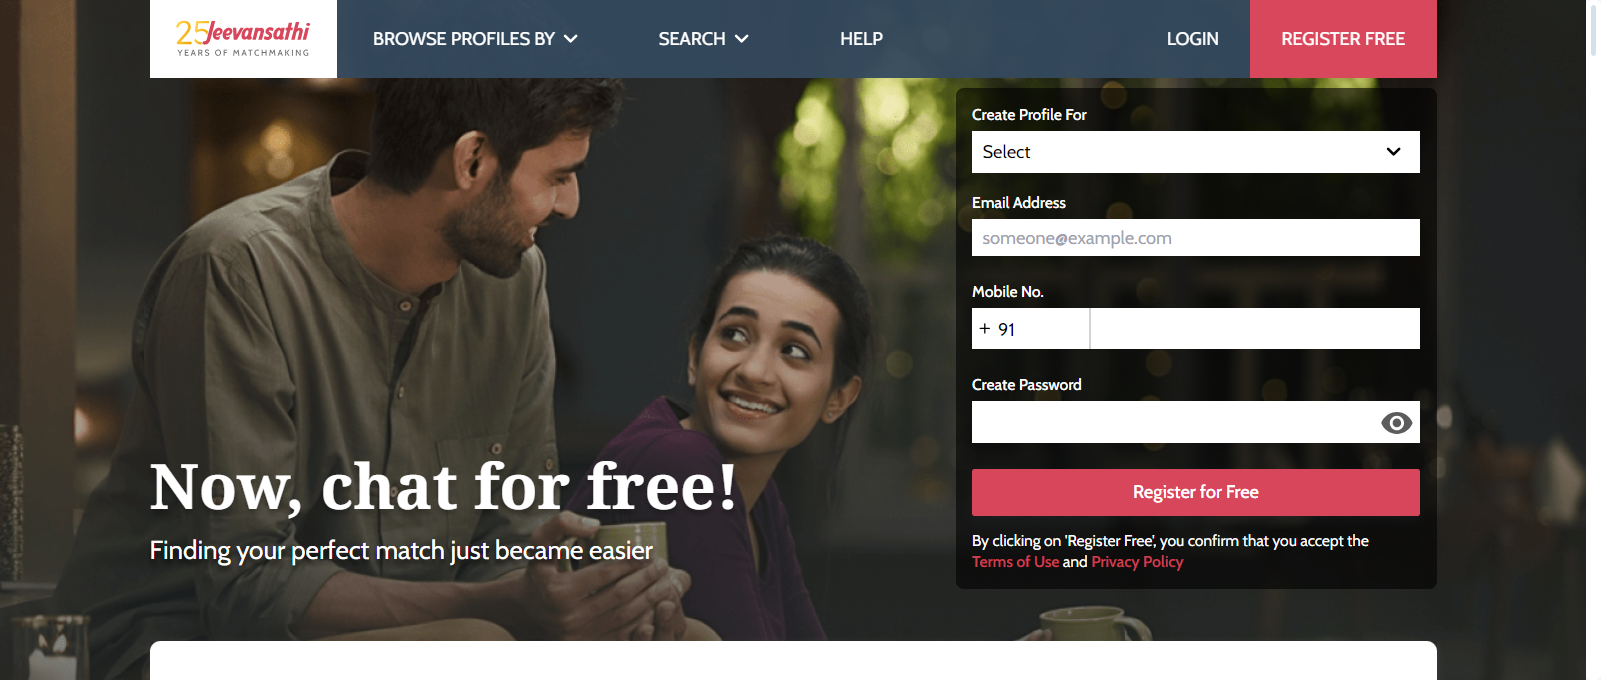 25 Jeevansathi
YEARS OF MATCHMAKING
BROWSE PROFILES BY
SEARCH
HELP
LOGIN
REGISTER FREE
Create Profile For
Select
Email Address
someone@example.com
Mobile No.
+ 91
Create Password
Register for Free
By clicking on 'Register Free', you confirm that you accept the
Terms of Use and Privacy Policy
Now, chat for free!
Finding your perfect match just became easier